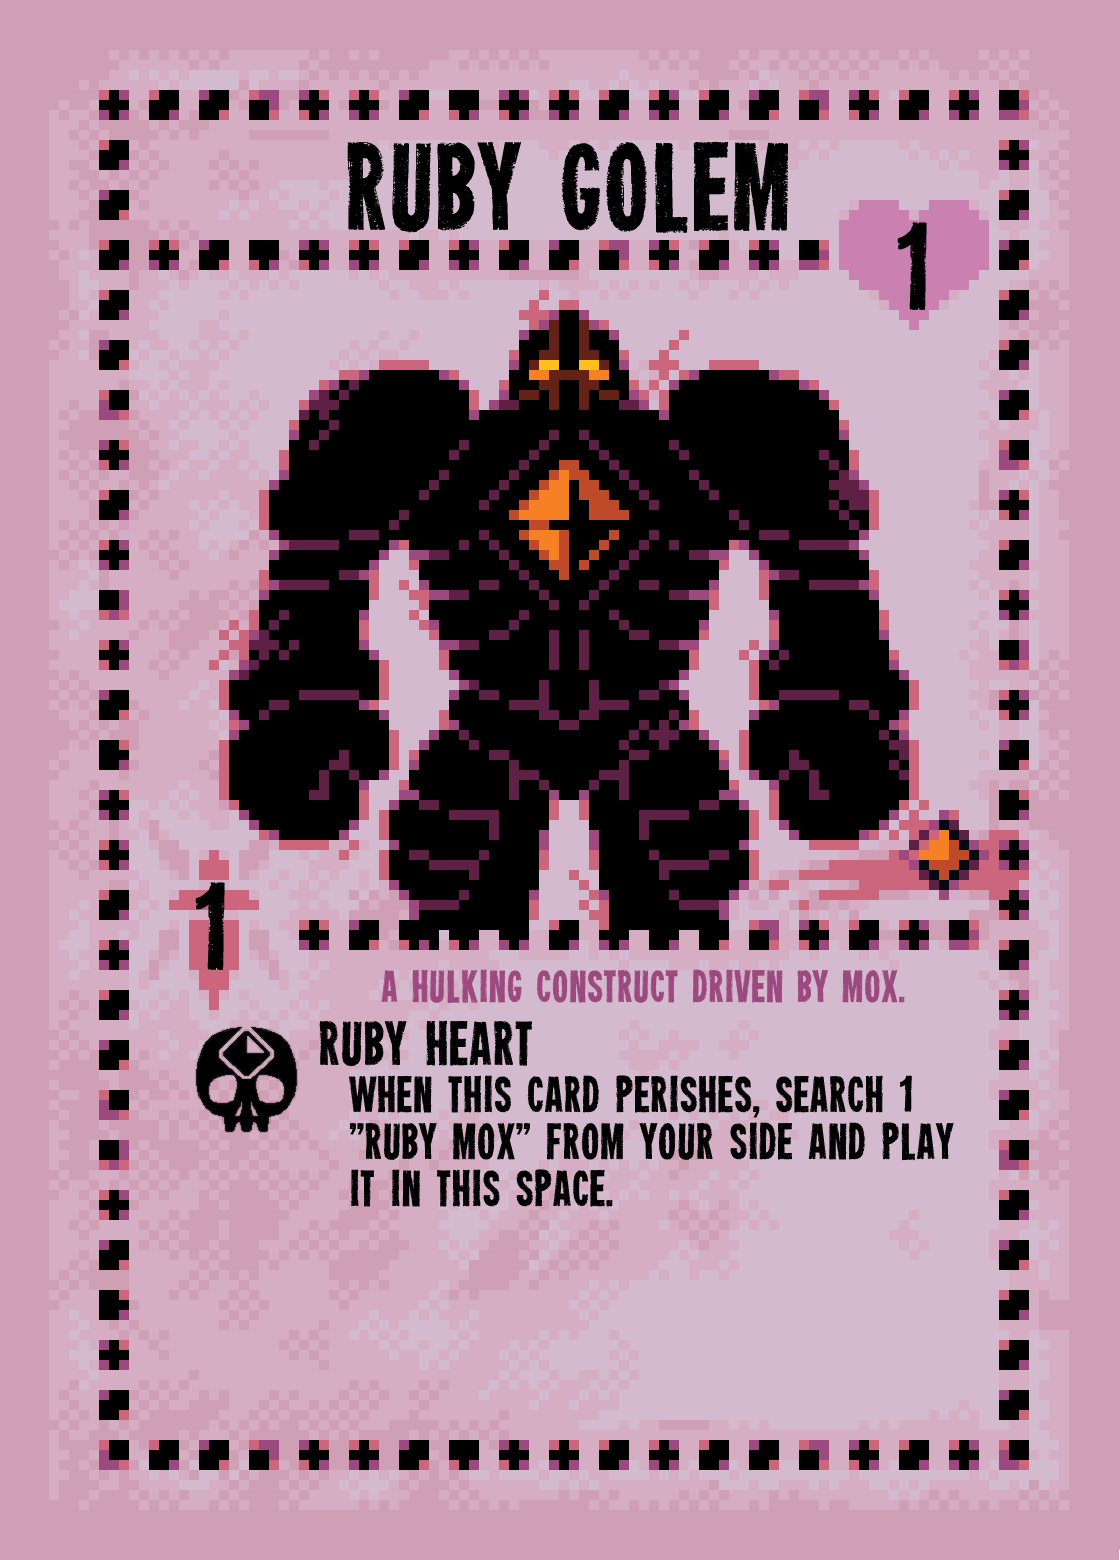 RUBY GOLEM
1
1
A HULKING CONSTRUCT DRIVEN BY MOX.
RUBY HEART
WHEN THIS CARD PERISHES, SEARCH 1
"RUBY MOX" FROM YOUR SIDE AND PLAY
IT IN THIS SPACE.